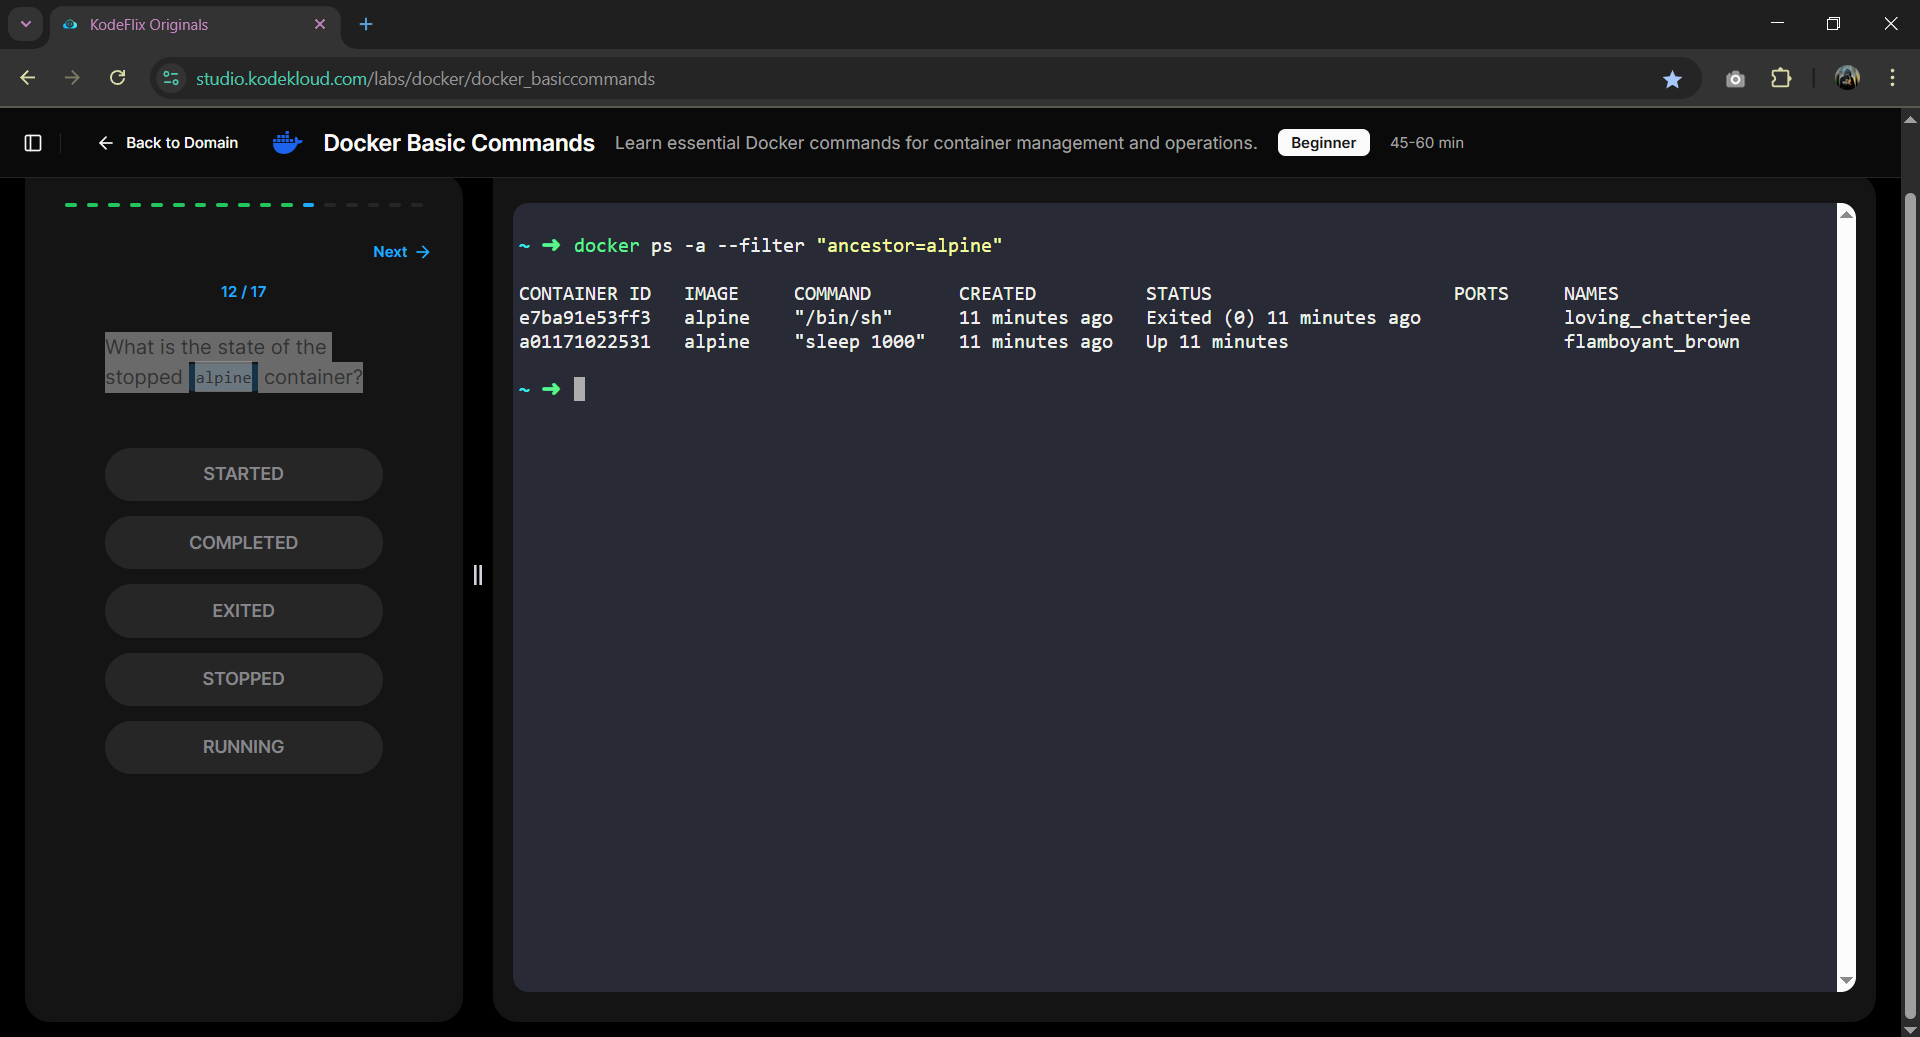 KodeFlix Originals
studio.kodekloud.com/labs/docker/docker_basiccommands
Back to Domain
Docker Basic Commands
Learn essential Docker commands for container management and operations.
Beginner
45-60 min
Next →
12 / 17
What is the state of the
stopped alpine container?
STARTED
COMPLETED
EXITED
STOPPED
RUNNING
~ ➜ docker ps -a --filter "ancestor=alpine"
CONTAINER ID IMAGE COMMAND CREATED STATUS PORTS NAMES
e7ba91e53ff3 alpine "/bin/sh" 11 minutes ago Exited (0) 11 minutes ago loving_chatterjee
a01171022531 alpine "sleep 1000" 11 minutes ago Up 11 minutes flamboyant_brown
~ ➜